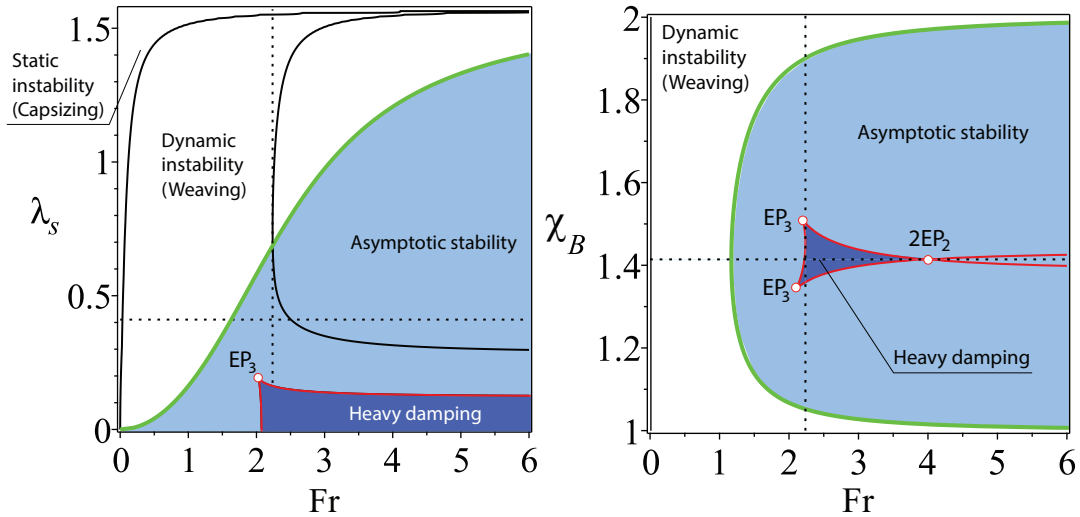 1.5
1
0.5
0
λs
Static
instability
(Capsizing)
Dynamic
instability
(Weaving)
Asymptotic stability
EP3
Heavy damping
0 1 2 3 4 5 6
Fr
2
1.8
1.6
1.4
1.2
1
χB
Dynamic
instability
(Weaving)
Asymptotic stability
EP3
2EP2
EP3
Heavy damping
0 1 2 3 4 5 6
Fr